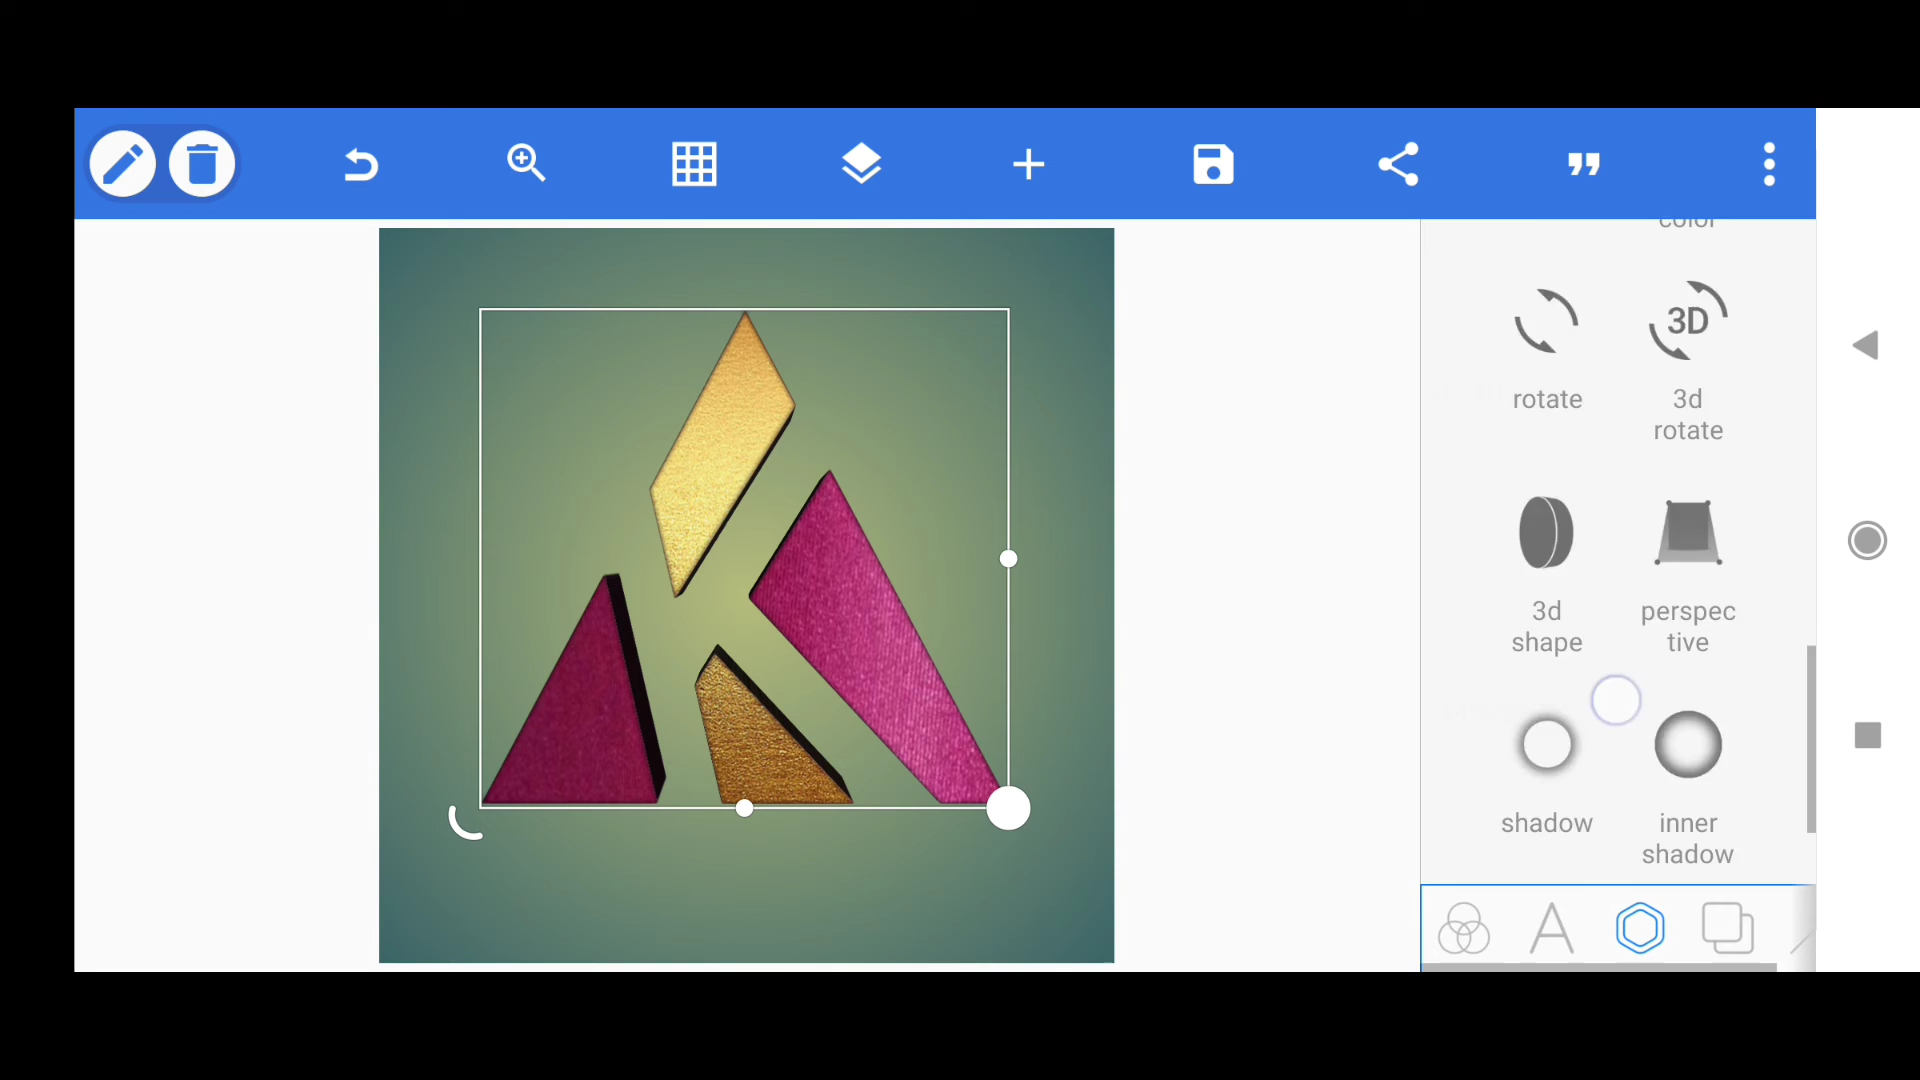 color
rotate
3D
3d
rotate
3d
shape
perspec
tive
shadow
inner
shadow